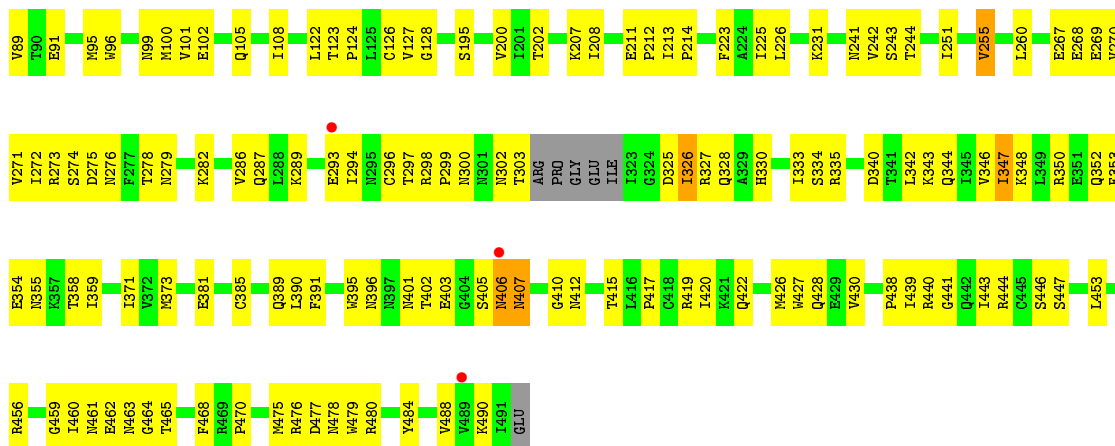 V89 T90 E91 M95 W96 N99 M100 V101 E102 Q105 I108 L122 T123 P124 L125 C126 V127 G128 S195 V200 I201 T202 K207 I208 E211 P212 I213 P214 F223 A224 I225 L226 K231 N241 V242 S243 T244 I251 V255 L260 E267 E268 E269 V270
V271 I272 R273 S274 D275 N276 F277 T278 N279 K282 V286 Q287 L288 K289 E293 I294 N295 C296 T297 R298 P299 N300 N301 N302 T303 ARG PRQ GLY GLU ILE I323 G324 D325 I326 R327 Q328 A329 H330 I333 S334 R335 D340 T341 L342 K343 Q344 I345 V346 I347 K348 L349 R350 E351 Q352
E354 N355 K357 T358 I359 I371 V372 M373 E381 C385 Q389 L390 F391 W395 N396 N397 N401 T402 E403 G404 S405 N406 N407 G410 N412 T415 L416 P417 C418 R419 I420 K421 Q422 M426 W427 Q428 E429 V430 P438 I439 R440 G441 Q442 I443 R444 C445 S446 S447 L453
R456 G459 I460 N461 E462 N463 G464 T465 F468 R469 P470 M475 R476 D477 N478 W479 R480 Y484 V488 V489 K490 I491 GLU